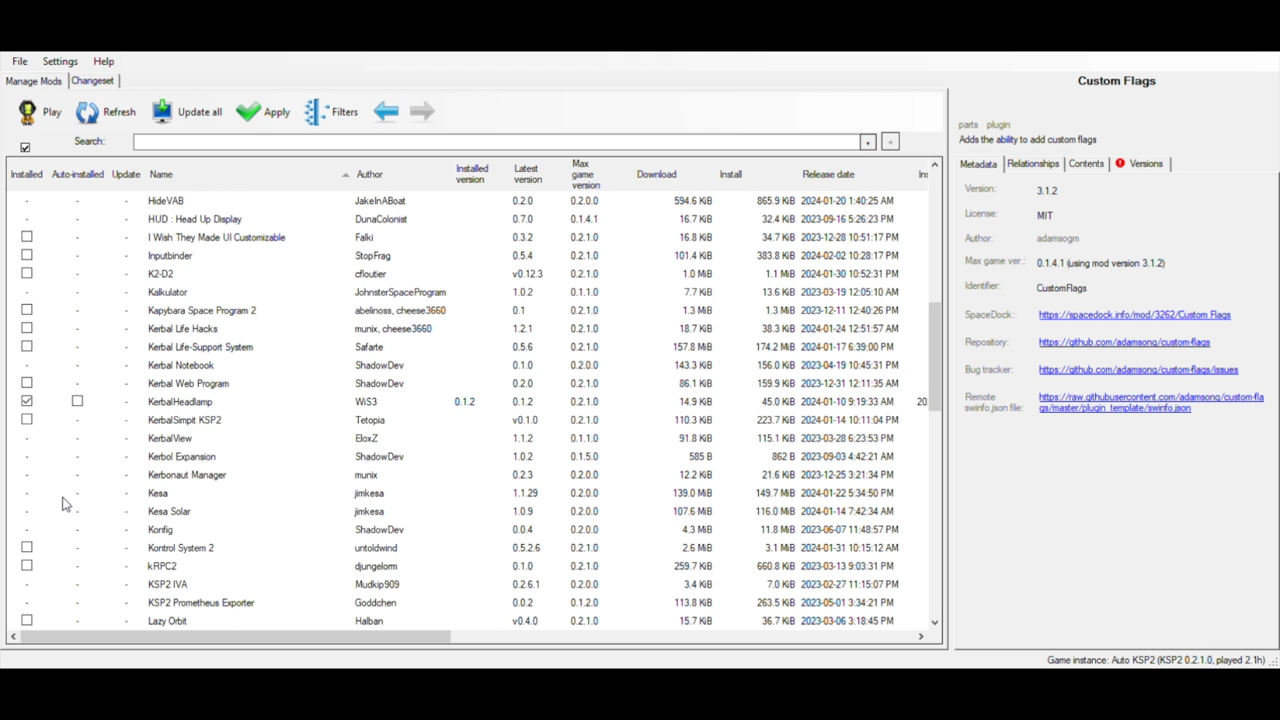 File Settings Help
Manage Mods Changeset
Play Refresh Update all Apply Filters
Search:
Installed Auto-installed Update Name Author Installed version Latest version Max game version Download Install Release date Ins
- - - HideVAB JakeInABoat 0.2.0 0.2.0.0 594.6 KiB 865.9 KiB 2024-01-20 1:40:25 AM
- - - HUD : Head Up Display DunaColonist 0.7.0 0.1.4.1 16.7 KiB 32.4 KiB 2023-09-16 5:26:23 PM
- - I Wish They Made UI Customizable Falki 0.3.2 0.2.1.0 16.8 KiB 34.7 KiB 2023-12-28 10:51:17 PM
- - Inputbinder StopFrag 0.5.4 0.2.1.0 101.4 KiB 383.8 KiB 2024-02-02 10:28:17 PM
- - K2-D2 cfloutier v0.12.3 0.2.1.0 1.0 MiB 1.1 MiB 2024-01-30 10:52:31 PM
- - - Kalkulator JohnsterSpaceProgram 1.0.2 0.1.1.0 7.7 KiB 13.6 KiB 2023-03-19 12:05:10 AM
- - Kapybara Space Program 2 abelinoss, cheese3660 0.1 0.2.1.0 1.3 MiB 1.3 MiB 2023-12-11 12:40:26 PM
- - Kerbal Life Hacks munix, cheese3660 1.2.1 0.2.1.0 18.7 KiB 38.3 KiB 2024-01-24 12:51:57 AM
- - Kerbal Life-Support System Safarte 0.5.6 0.2.1.0 157.8 MiB 174.2 MiB 2024-01-17 6:39:00 PM
- - - Kerbal Notebook ShadowDev 0.1.0 0.2.0.0 143.3 KiB 156.0 KiB 2023-04-19 10:45:31 PM
- - Kerbal Web Program ShadowDev 0.2.0 0.2.1.0 86.1 KiB 159.9 KiB 2023-12-31 12:11:35 AM
- KerbalHeadlamp WiS3 0.1.2 0.1.2 0.2.1.0 14.9 KiB 45.0 KiB 2024-01-10 9:19:33 AM 20
- - KerbalSimpit KSP2 Tetopia v0.1.0 0.2.1.0 110.3 KiB 223.7 KiB 2024-01-14 10:11:04 PM
- - - KerbalView EloxZ 1.1.2 0.1.1.0 91.8 KiB 115.1 KiB 2023-03-28 6:23:53 PM
- - - Kerbol Expansion ShadowDev 1.0.2 0.1.5.0 585 B 862 B 2023-09-03 4:42:21 AM
- - - Kerbonaut Manager munix 0.2.3 0.2.0.0 12.2 KiB 21.6 KiB 2023-12-25 3:21:34 PM
- - - Kesa jimkesa 1.1.29 0.2.0.0 139.0 MiB 149.7 MiB 2024-01-22 5:34:50 PM
- - - Kesa Solar jimkesa 1.0.9 0.2.0.0 107.6 MiB 116.0 MiB 2024-01-14 7:42:34 AM
- - - Konfig ShadowDev 0.0.4 0.2.0.0 4.3 MiB 11.8 MiB 2023-06-07 11:48:57 PM
- - Kontrol System 2 untoldwind 0.5.2.6 0.2.1.0 2.6 MiB 3.1 MiB 2024-01-31 10:15:12 AM
- - kRPC2 djungelorm 0.1.0 0.2.1.0 259.7 KiB 660.8 KiB 2023-03-13 9:03:31 PM
- - - KSP2 IVA Mudkip909 0.2.6.1 0.2.0.0 3.4 KiB 7.0 KiB 2023-02-27 11:15:07 PM
- - - KSP2 Prometheus Exporter Goddchen 0.0.2 0.1.2.0 113.8 KiB 263.5 KiB 2023-05-01 3:34:21 PM
- - Lazy Orbit Halban v0.4.0 0.2.1.0 15.7 KiB 36.7 KiB 2023-03-06 3:18:45 PM
Custom Flags
parts plugin
Adds the ability to add custom flags
Metadata Relationships Contents Versions
Version: 3.1.2
License: MIT
Author: adamsogm
Max game ver.: 0.1.4.1 (using mod version 3.1.2)
Identifier: CustomFlags
SpaceDock: https://spacedock.info/mod/3262/Custom Flags
Repository: https://github.com/adamsong/custom-flags
Bug tracker: https://github.com/adamsong/custom-flags/issues
Remote https://raw.githubusercontent.com/adamsong/custom-fla
swinfo.json file: gs/master/plugin_template/swinfo.json
Game instance: Auto KSP2 (KSP2 0.2.1.0, played 2.1h)